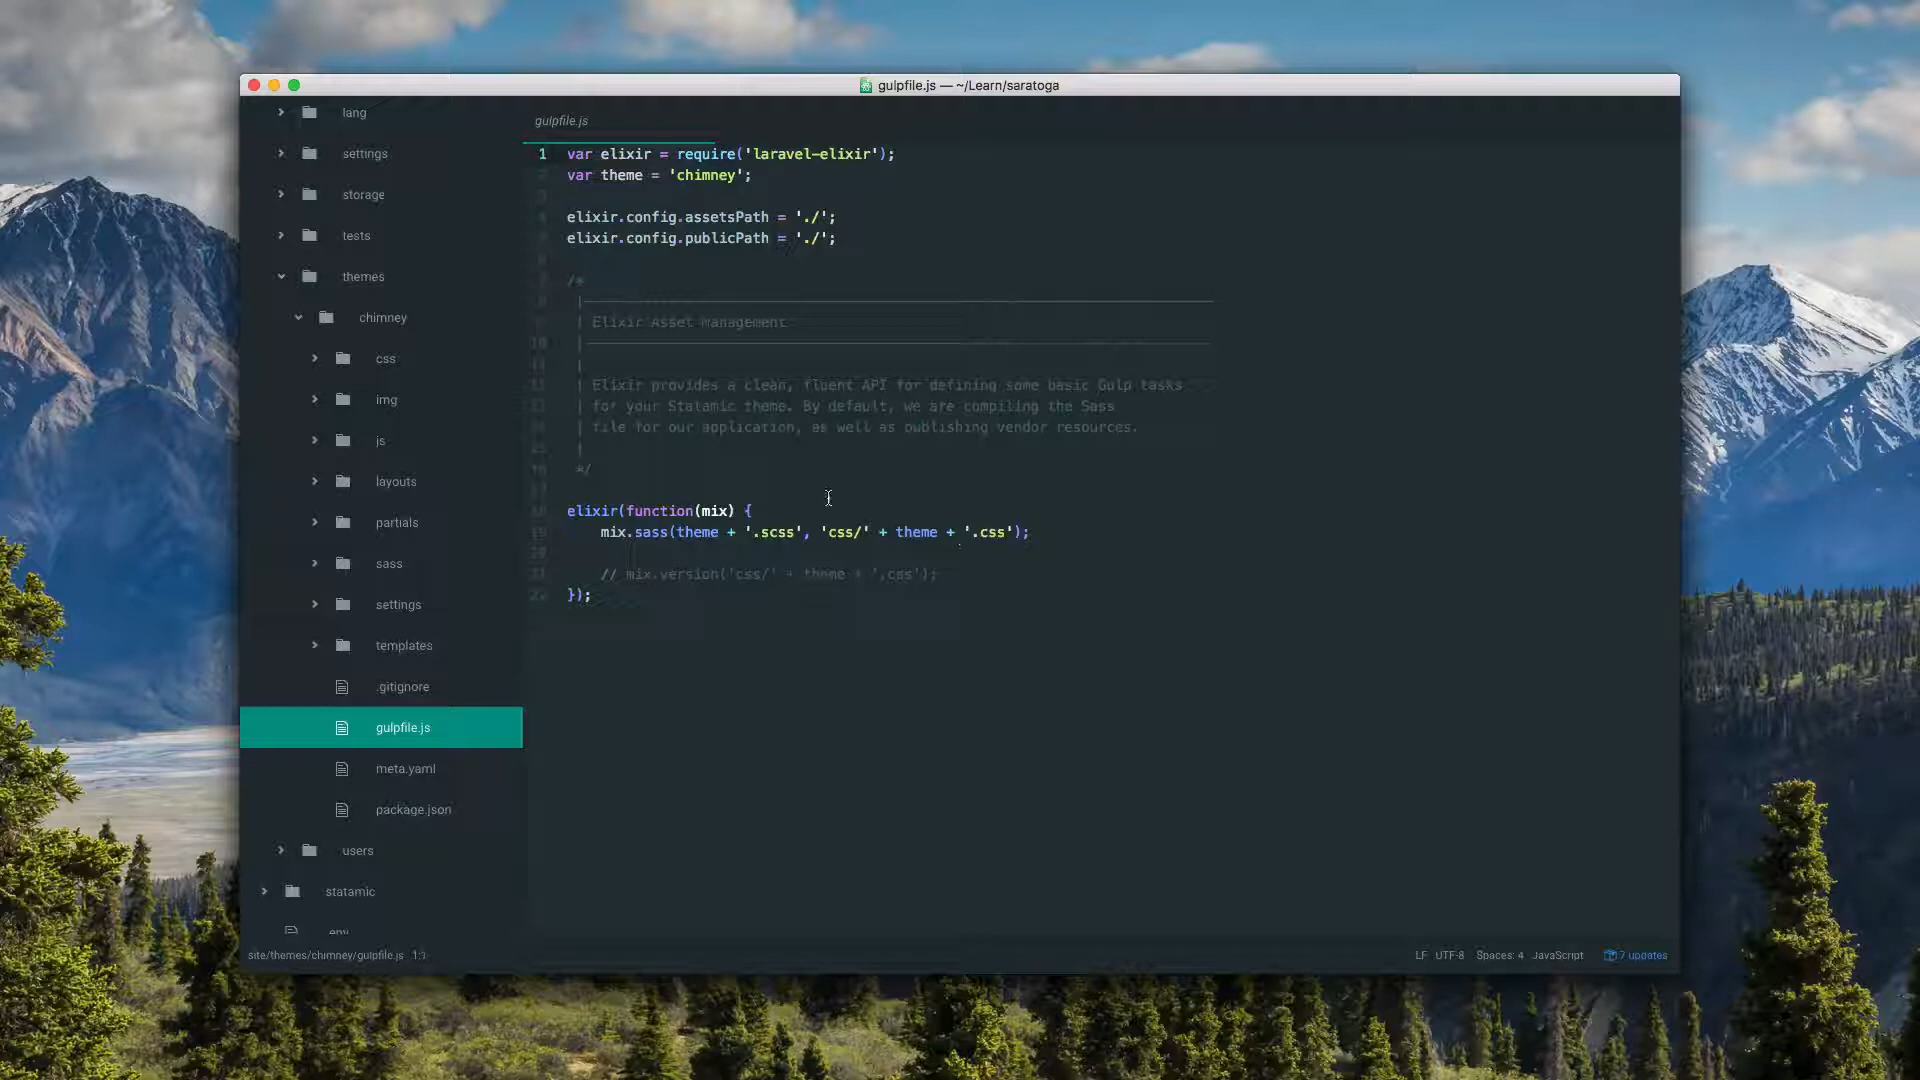 gulpfile.js — ~/Learn/saratoga
lang
settings
storage
tests
themes
chimney
css
img
js
layouts
partials
sass
settings
templates
.gitignore
gulpfile.js
meta.yaml
package.json
users
statamic
.env
gulpfile.js
1 var elixir = require('laravel-elixir');
var theme = 'chimney';
elixir.config.assetsPath = './';
elixir.config.publicPath = './';
/*
|
| Elixir Asset Management
|
|
| Elixir provides a clean, fluent API for defining some basic Gulp tasks
| for your Statamic theme. By default, we are compiling the Sass
| file for our application, as well as publishing vendor resources.
|
*/
elixir(function(mix) {
mix.sass(theme + '.scss', 'css/' + theme + '.css');
// mix.version('css/' + theme + '.css');
});
site/themes/chimney/gulpfile.js 1:1
LF UTF-8 Spaces: 4 JavaScript 7 updates